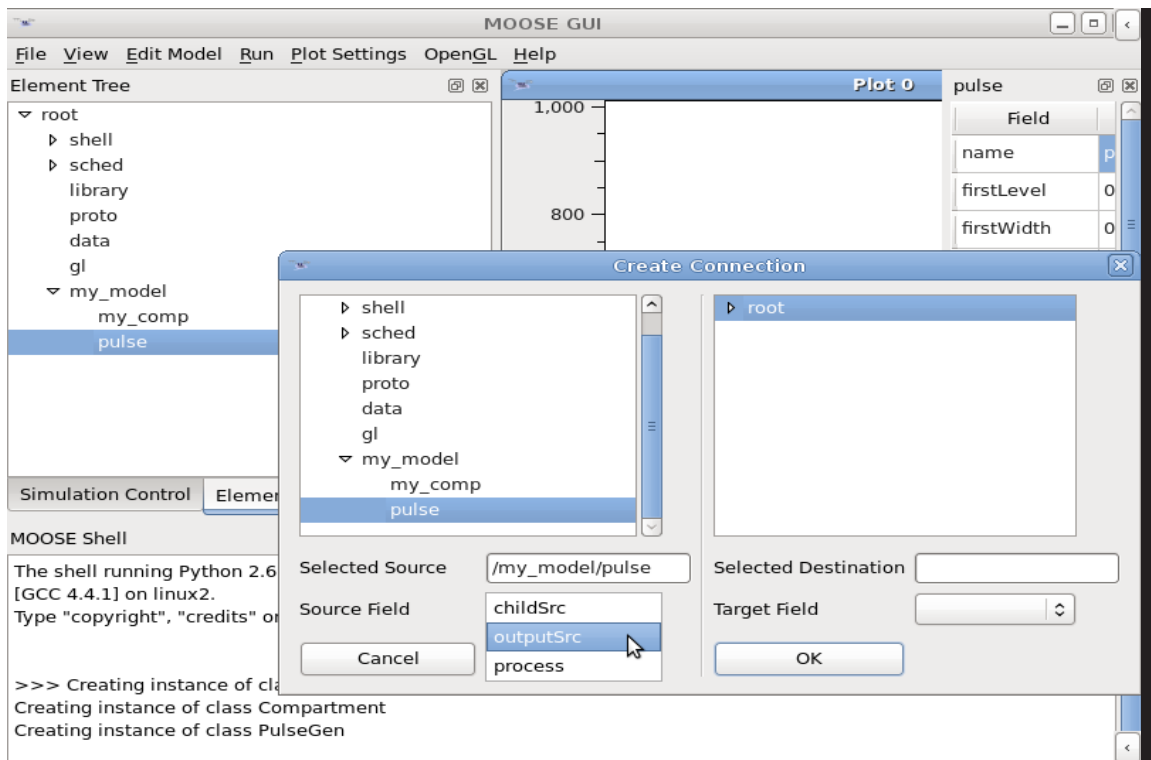 MOOSE GUI
File View Edit Model Run Plot Settings OpenGL Help
Element Tree
root
shell
sched
library
proto
data
gl
my_model
my_comp
pulse
Plot 0
1,000
800
pulse
Field
name
p
firstLevel
0
firstWidth
0
Simulation Control
Elemen
MOOSE Shell
The shell running Python 2.6
[GCC 4.4.1] on linux2.
Type "copyright", "credits" or
>>> Creating instance of cla
Creating instance of class Compartment
Creating instance of class PulseGen
Create Connection
shell
sched
library
proto
data
gl
my_model
my_comp
pulse
root
Selected Source
/my_model/pulse
Selected Destination
Source Field
childSrc
outputSrc
process
Target Field
Cancel
OK